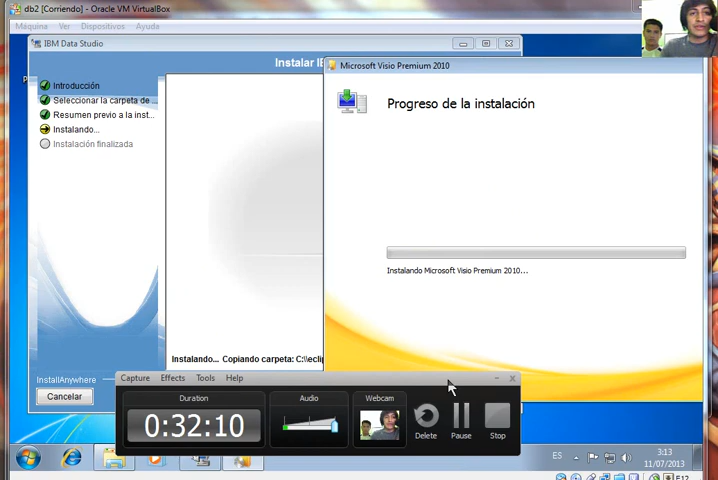 db2 [Corriendo] - Oracle VM VirtualBox
Máquina Ver Dispositivos Ayuda
IBM Data Studio
Instalar
Introducción
Seleccionar la carpeta de ...
Resumen previo a la inst...
Instalando...
Instalación finalizada
Instalando... Copiando carpeta: C:\\ecli
InstallAnywhere
Cancelar
Microsoft Visio Premium 2010
Progreso de la instalación
Instalando Microsoft Visio Premium 2010...
Capture Effects Tools Help
Duration
0:32:10
Audio
Webcam
Delete
Pause
Stop
ES
3:13
11/07/2013